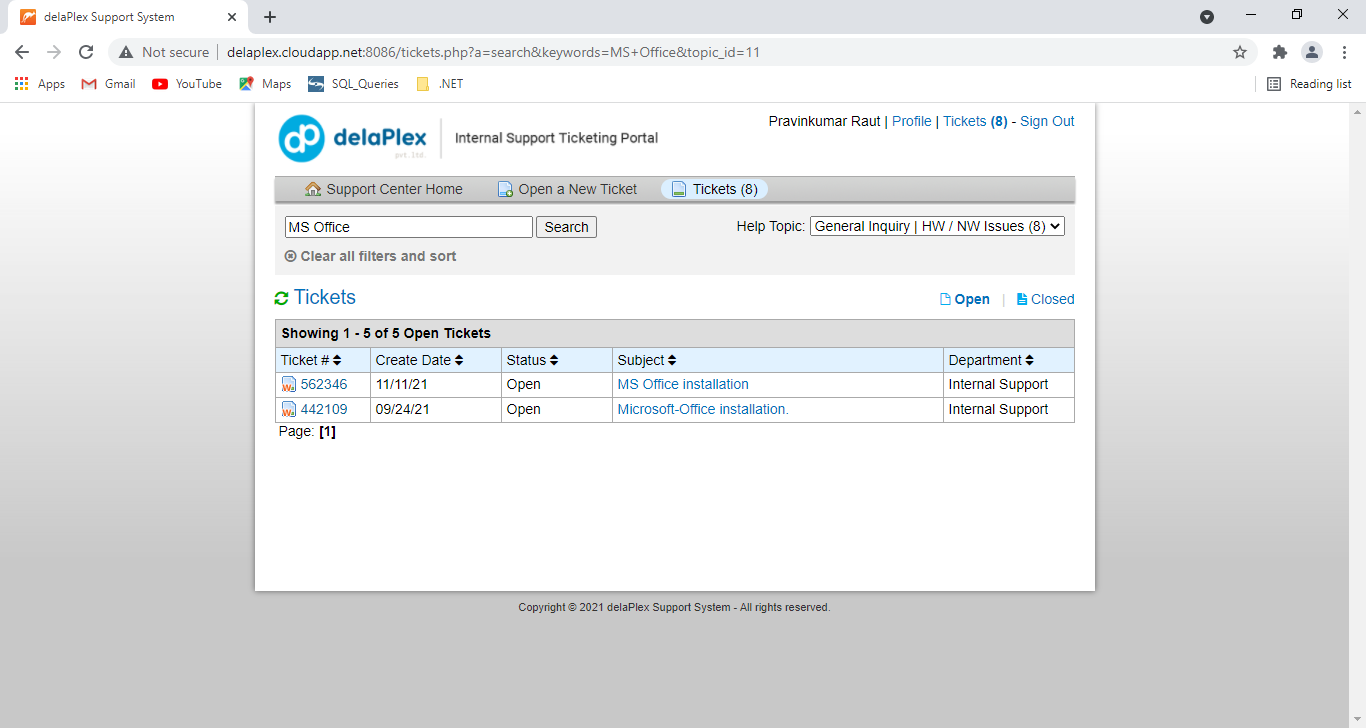 delaPlex Support System
Not secure | delaplex.cloudapp.net:8086/tickets.php?a=search&keywords=MS+Office&topic_id=11
Apps Gmail YouTube Maps SQL_Queries .NET Reading list
Pravinkumar Raut | Profile | Tickets (8) - Sign Out
dp delaPlex pvt.ltd. Internal Support Ticketing Portal
Support Center Home Open a New Ticket Tickets (8)
MS Office Search Help Topic: General Inquiry | HW / NW Issues (8)
Clear all filters and sort
Tickets Open | Closed
Showing 1 - 5 of 5 Open Tickets
Ticket # Create Date Status Subject Department
562346 11/11/21 Open MS Office installation Internal Support
442109 09/24/21 Open Microsoft-Office installation. Internal Support
Page: [1]
Copyright © 2021 delaPlex Support System - All rights reserved.